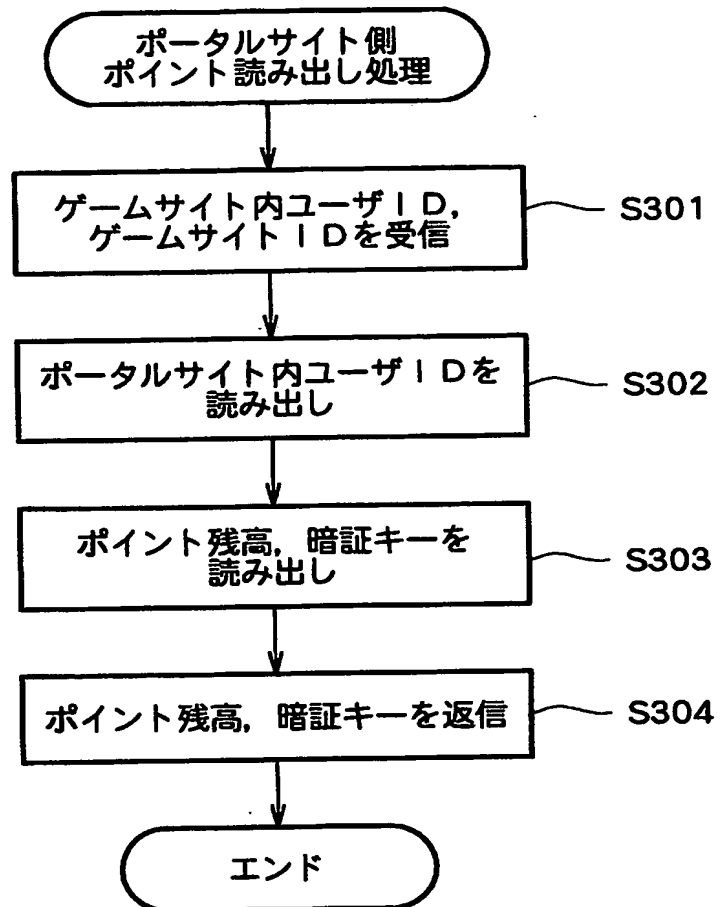 ポータルサイト側
ポイント読み出し処理
ゲームサイト内ユーザID,
ゲームサイトIDを受信
S301
ポータルサイト内ユーザIDを
読み出し
S302
ポイント残高, 暗証キーを
読み出し
S303
ポイント残高, 暗証キーを返信
S304
エンド